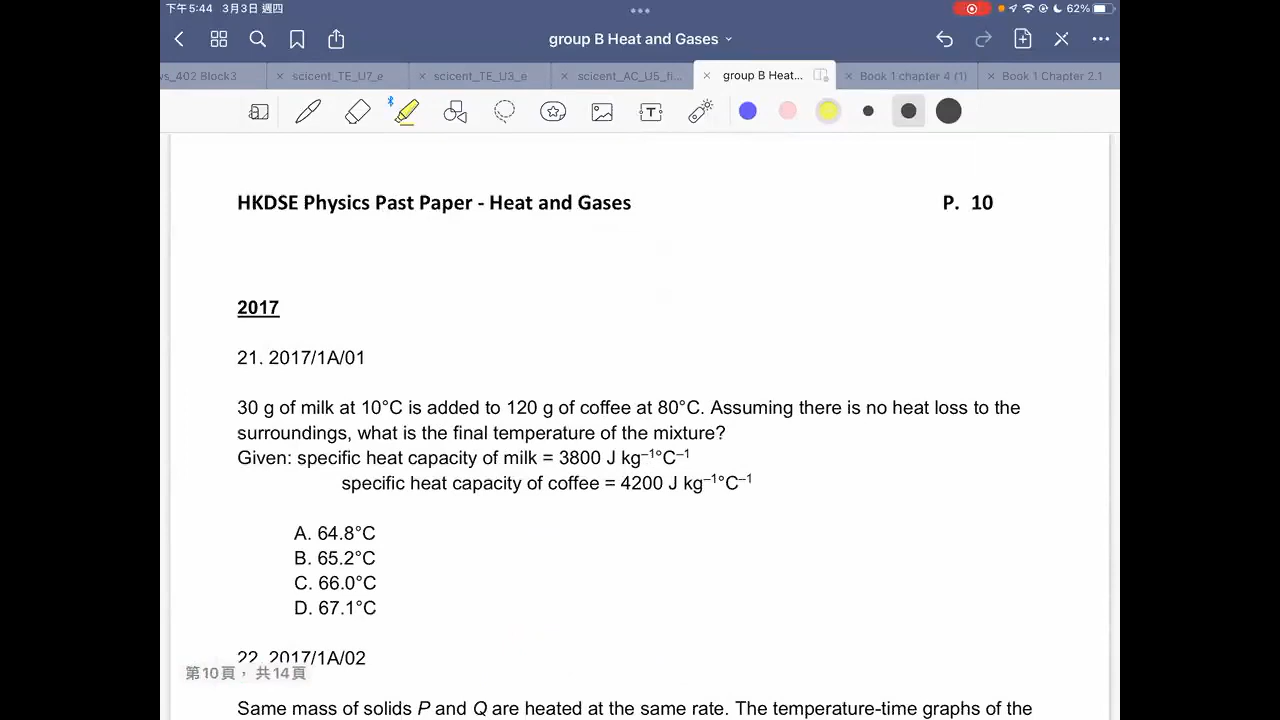 下午5:44 3月3日 週四
62%
group B Heat and Gases
vs_402 Block3
scicent_TE_U7_e
scicent_TE_U3_e
scicent_AC_U5_fi...
group B Heat...
Book 1 chapter 4 (1)
Book 1 Chapter 2.1
HKDSE Physics Past Paper - Heat and Gases P. 10
2017
21. 2017/1A/01
30 g of milk at 10°C is added to 120 g of coffee at 80°C. Assuming there is no heat loss to the
surroundings, what is the final temperature of the mixture?
Given: specific heat capacity of milk = 3800 J kg⁻¹°C⁻¹
specific heat capacity of coffee = 4200 J kg⁻¹°C⁻¹
A. 64.8°C
B. 65.2°C
C. 66.0°C
D. 67.1°C
22. 2017/1A/02
第10頁，共14頁
Same mass of solids P and Q are heated at the same rate. The temperature-time graphs of the